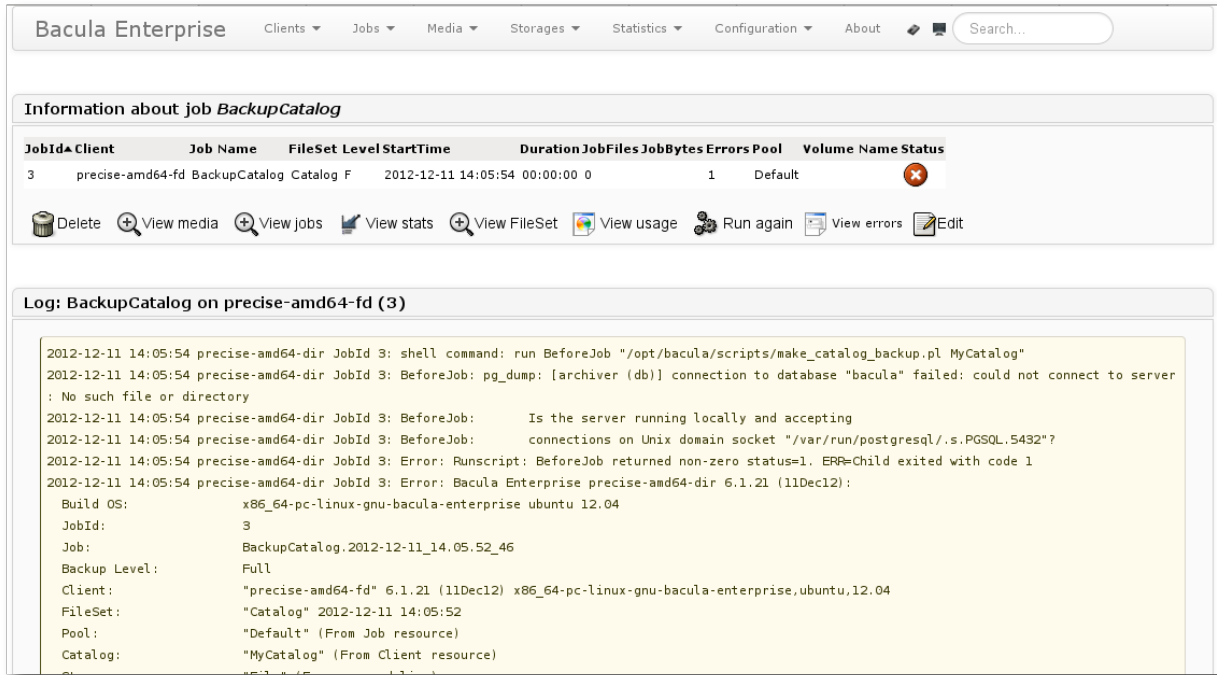 Bacula Enterprise Clients Jobs Media Storages Statistics Configuration About Search...
Information about job BackupCatalog
JobId Client Job Name FileSet Level StartTime Duration JobFiles JobBytes Errors Pool Volume Name Status
3 precise-amd64-fd BackupCatalog Catalog F 2012-12-11 14:05:54 00:00:00 0 1 Default
Delete View media View jobs View stats View FileSet View usage Run again View errors Edit
Log: BackupCatalog on precise-amd64-fd (3)
2012-12-11 14:05:54 precise-amd64-dir JobId 3: shell command: run BeforeJob "/opt/bacula/scripts/make_catalog_backup.pl MyCatalog"
2012-12-11 14:05:54 precise-amd64-dir JobId 3: BeforeJob: pg_dump: [archiver (db)] connection to database "bacula" failed: could not connect to server
: No such file or directory
2012-12-11 14:05:54 precise-amd64-dir JobId 3: BeforeJob: Is the server running locally and accepting
2012-12-11 14:05:54 precise-amd64-dir JobId 3: BeforeJob: connections on Unix domain socket "/var/run/postgresql/.s.PGSQL.5432"?
2012-12-11 14:05:54 precise-amd64-dir JobId 3: Error: Runscript: BeforeJob returned non-zero status=1. ERR=Child exited with code 1
2012-12-11 14:05:54 precise-amd64-dir JobId 3: Error: Bacula Enterprise precise-amd64-dir 6.1.21 (11Dec12):
Build OS: x86_64-pc-linux-gnu-bacula-enterprise ubuntu 12.04
JobId: 3
Job: BackupCatalog.2012-12-11_14.05.52_46
Backup Level: Full
Client: "precise-amd64-fd" 6.1.21 (11Dec12) x86_64-pc-linux-gnu-bacula-enterprise,ubuntu,12.04
FileSet: "Catalog" 2012-12-11 14:05:52
Pool: "Default" (From Job resource)
Catalog: "MyCatalog" (From Client resource)